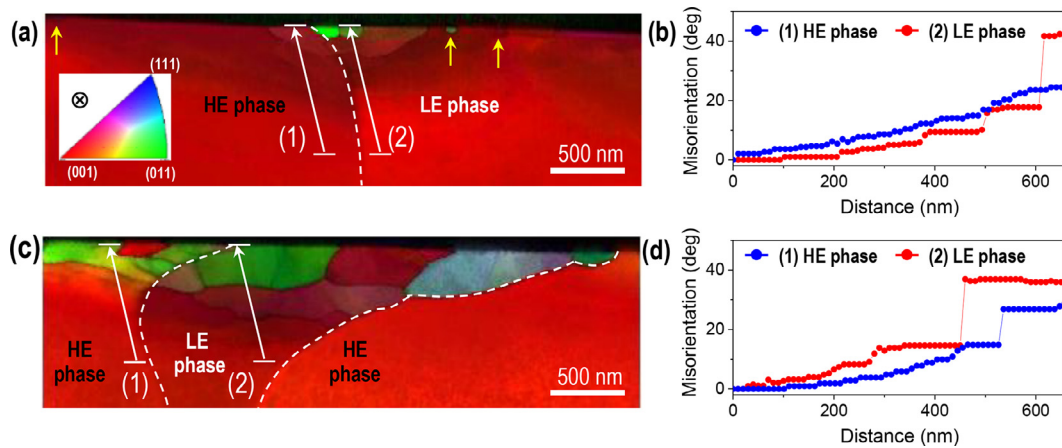 (a)
(111)
(001)
(011)
HE phase
LE phase
(1)
(2)
500 nm
(b)
(1) HE phase
(2) LE phase
Misorientation (deg)
40
20
0
0
200
400
600
Distance (nm)
(c)
HE
phase
LE
phase
HE
phase
(1)
(2)
500 nm
(d)
(1) HE phase
(2) LE phase
Misorientation (deg)
40
20
0
0
200
400
600
Distance (nm)